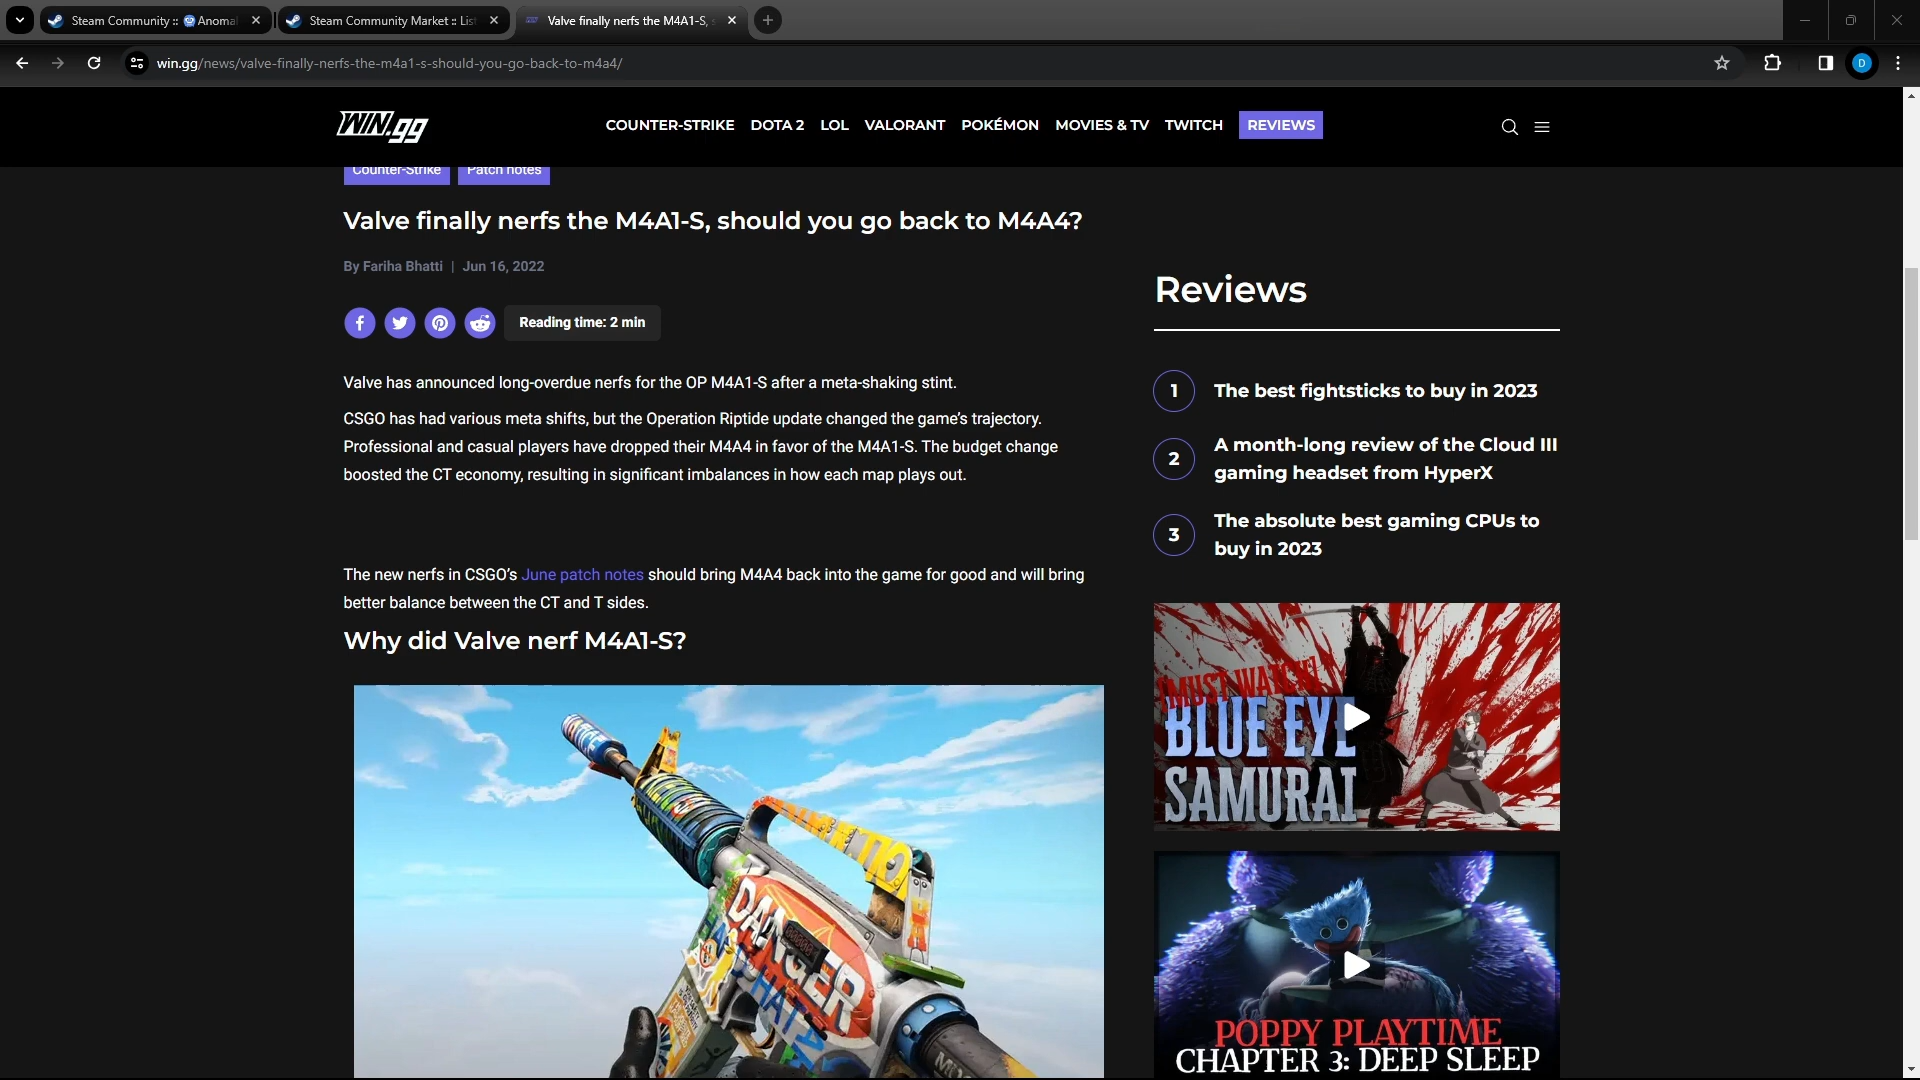 Steam Community :: Anomal
Steam Community Market :: List
Valve finally nerfs the M4A1-S, s
win.gg/news/valve-finally-nerfs-the-m4a1-s-should-you-go-back-to-m4a4/
D
WIN.gg
COUNTER-STRIKE DOTA 2 LOL VALORANT POKÉMON MOVIES & TV TWITCH REVIEWS
Counter-Strike Patch notes
Valve finally nerfs the M4A1-S, should you go back to M4A4?
By Fariha Bhatti | Jun 16, 2022
Reading time: 2 min
Valve has announced long-overdue nerfs for the OP M4A1-S after a meta-shaking stint.
CSGO has had various meta shifts, but the Operation Riptide update changed the game's trajectory.
Professional and casual players have dropped their M4A4 in favor of the M4A1-S. The budget change
boosted the CT economy, resulting in significant imbalances in how each map plays out.
The new nerfs in CSGO's June patch notes should bring M4A4 back into the game for good and will bring
better balance between the CT and T sides.
Why did Valve nerf M4A1-S?
DANGER
Reviews
1 The best fightsticks to buy in 2023
2 A month-long review of the Cloud III
gaming headset from HyperX
3 The absolute best gaming CPUs to
buy in 2023
[MUST WATCH]
BLUE EYE
SAMURAI
POPPY PLAYTIME
CHAPTER 3: DEEP SLEEP